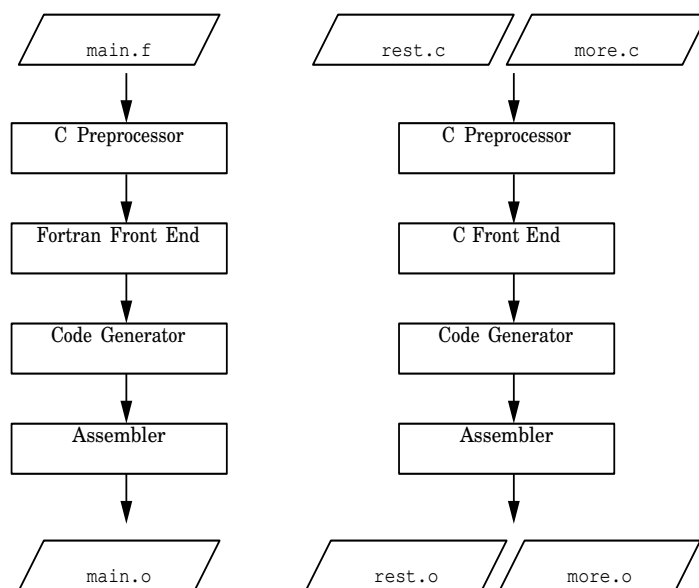 main.f
rest.c
more.c
C Preprocessor
C Preprocessor
Fortran Front End
C Front End
Code Generator
Code Generator
Assembler
Assembler
main.o
rest.o
more.o